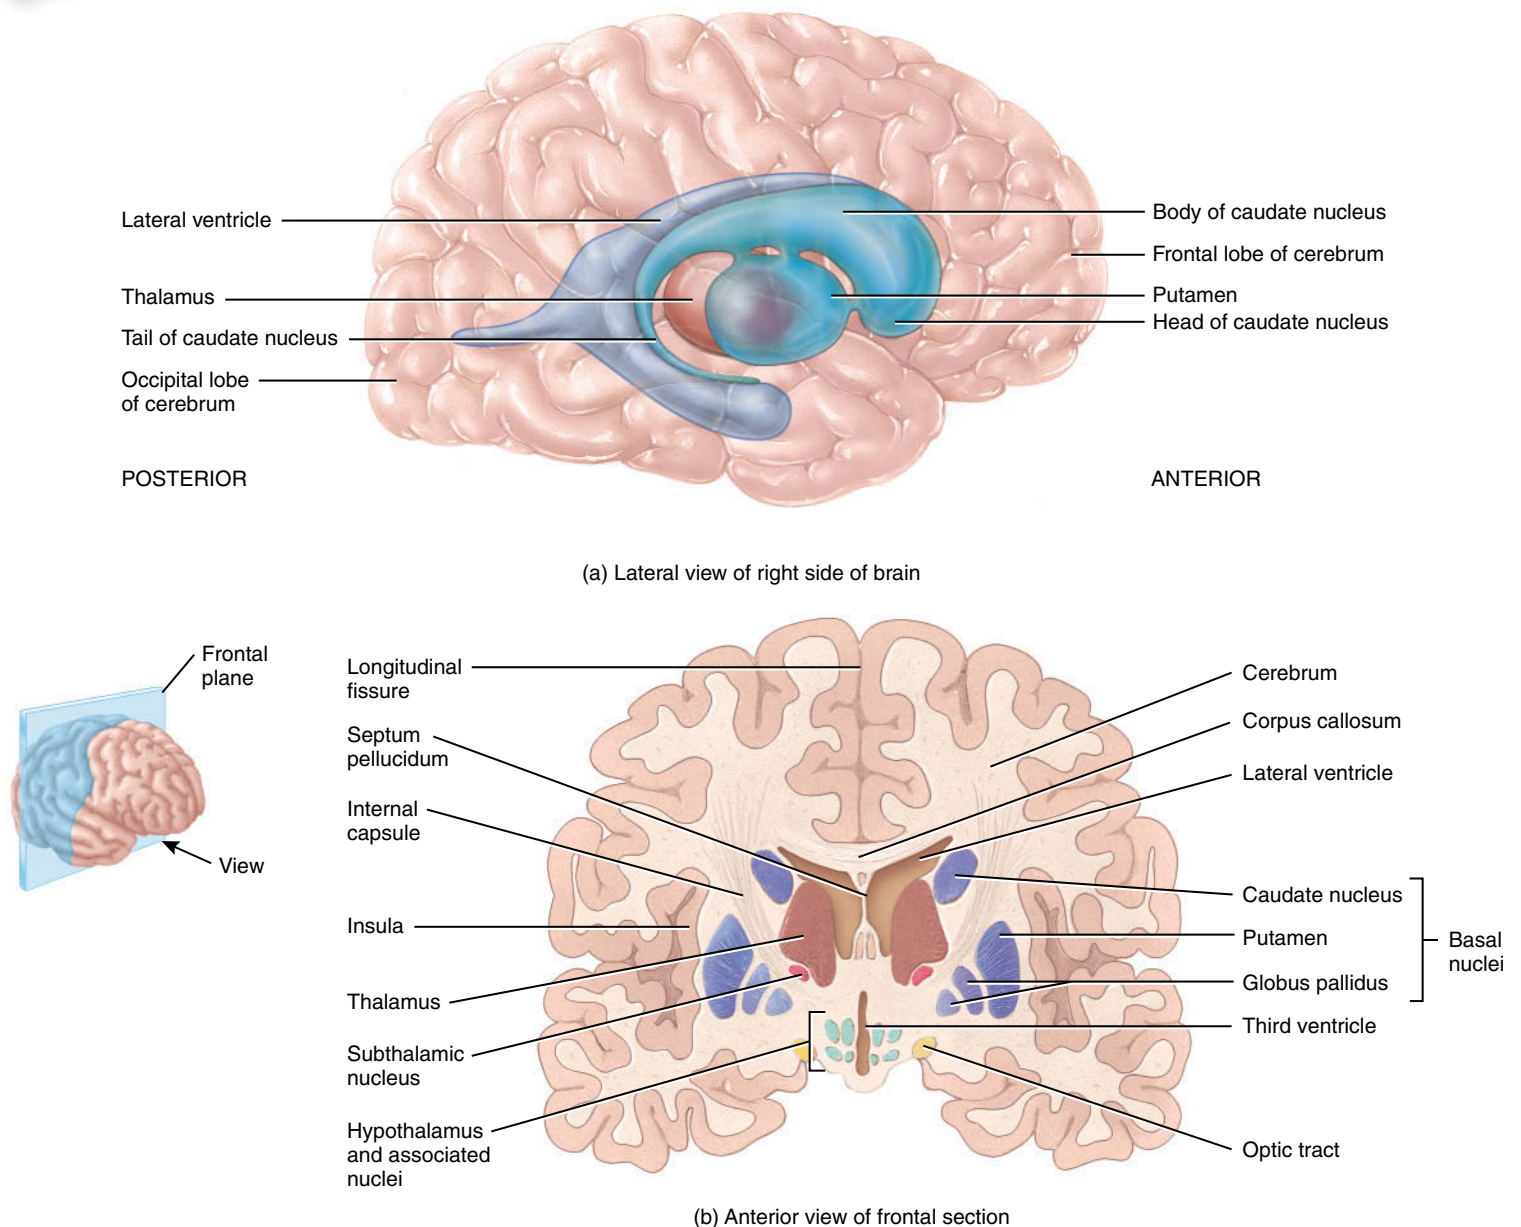 Lateral ventricle
Thalamus
Tail of caudate nucleus
Occipital lobe
of cerebrum
POSTERIOR
Body of caudate nucleus
Frontal lobe of cerebrum
Putamen
Head of caudate nucleus
ANTERIOR
(a) Lateral view of right side of brain
Frontal
plane
View
Longitudinal
fissure
Septum
pellucidum
Internal
capsule
Insula
Thalamus
Subthalamic
nucleus
Hypothalamus
and associated
nuclei
Cerebrum
Corpus callosum
Lateral ventricle
Caudate nucleus
Putamen
Globus pallidus
Basal
nuclei
Third ventricle
Optic tract
(b) Anterior view of frontal section